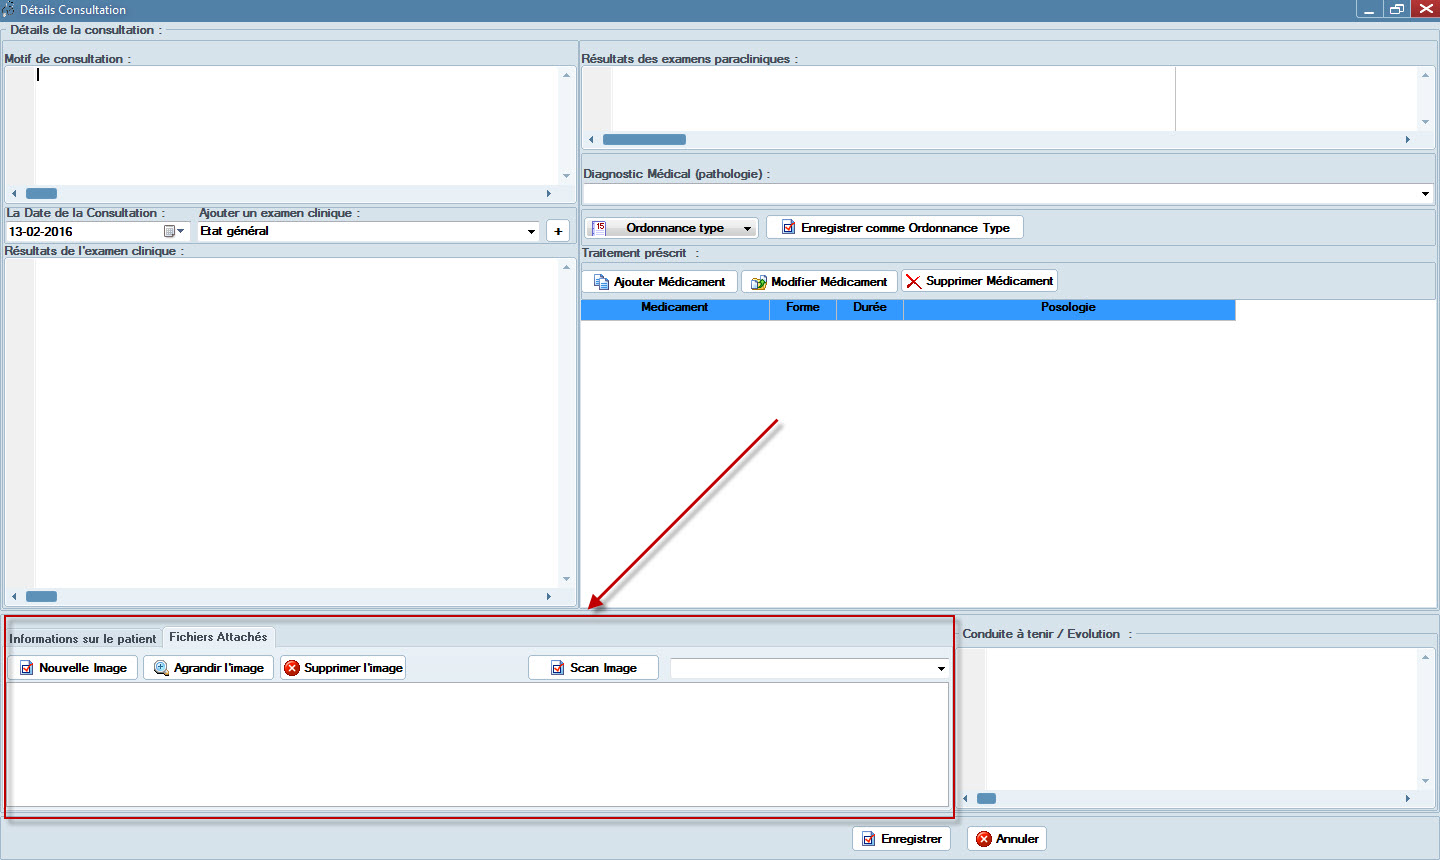 Détails Consultation
Détails de la consultation :
Motif de consultation :
La Date de la Consultation :
Ajouter un examen clinique :
13-02-2016
Etat général
+
Résultats de l'examen clinique :
Résultats des examens paracliniques :
Diagnostic Médical (pathologie) :
15
Ordonnance type
Enregistrer comme Ordonnance Type
Traitement préscrit :
Ajouter Médicament
Modifier Médicament
Supprimer Médicament
Medicament
Forme
Durée
Posologie
Informations sur le patient
Fichiers Attachés
Nouvelle Image
Agrandir l'image
Supprimer l'image
Scan Image
Conduite à tenir / Evolution :
Enregistrer
Annuler